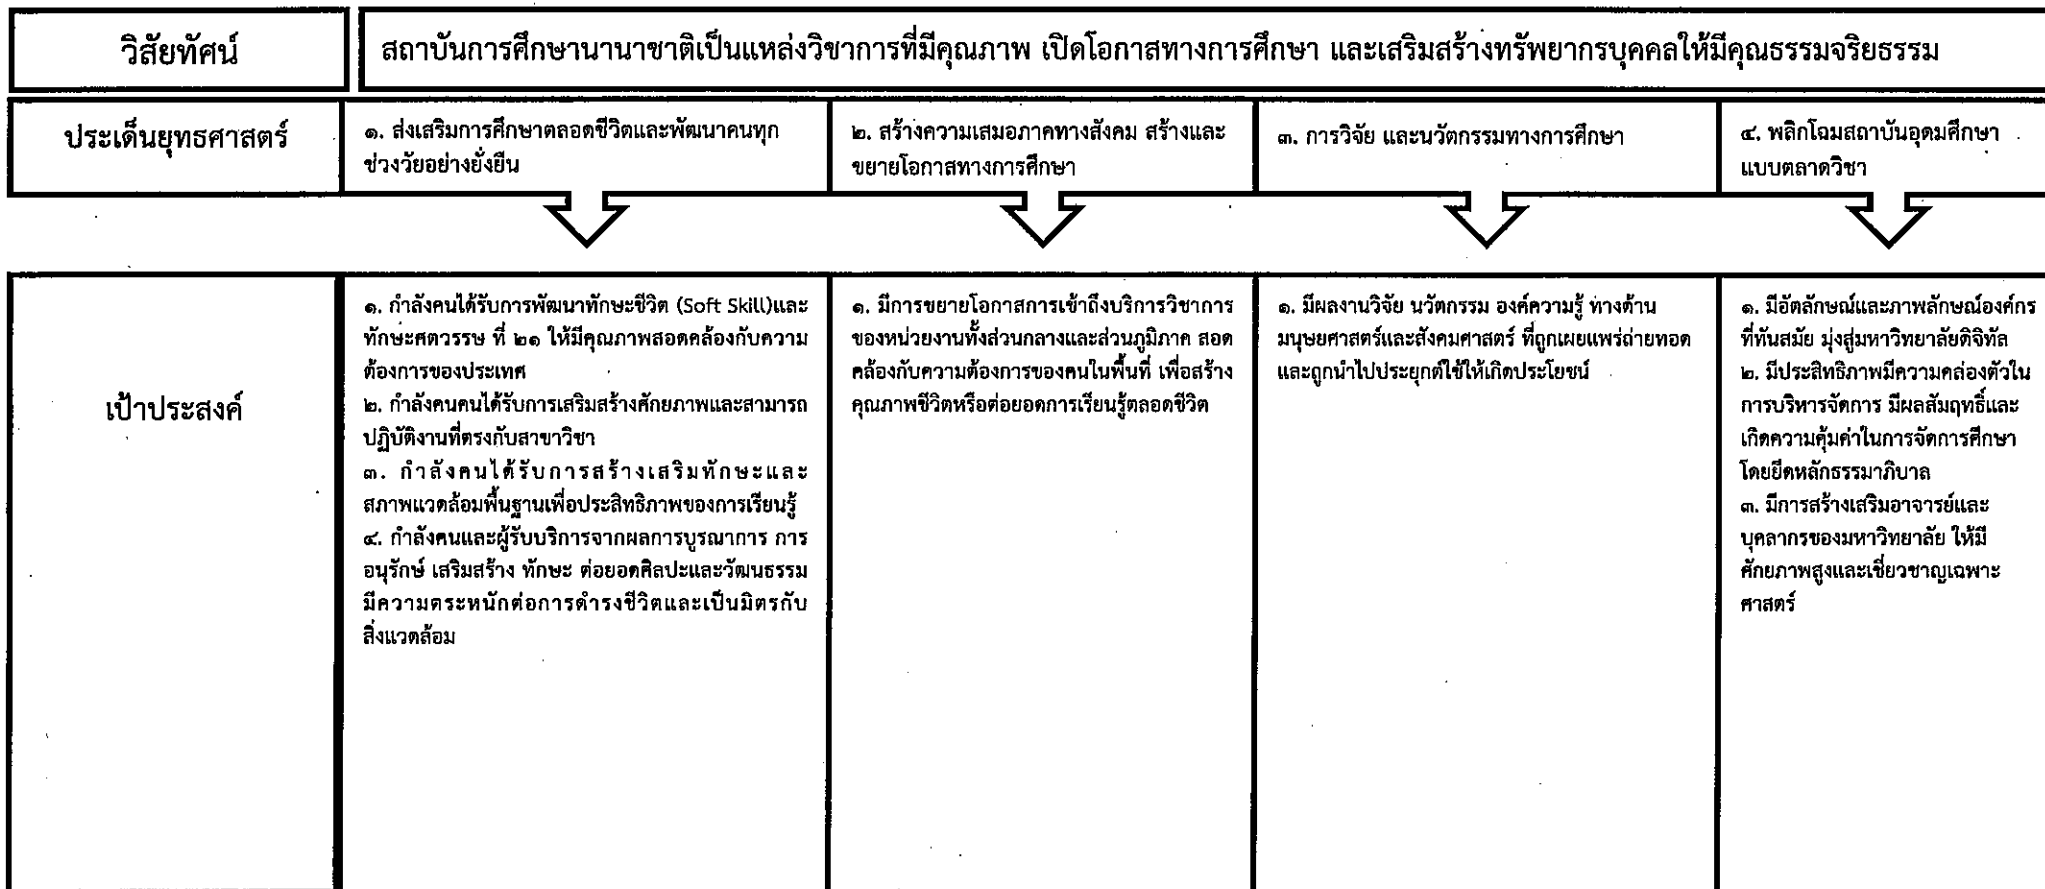 วิสัยทัศน์
สถาบันการศึกษานานาชาติเป็นแหล่งวิชาการที่มีคุณภาพ เปิดโอกาสทางการศึกษา และเสริมสร้างทรัพยากรบุคคลให้มีคุณธรรมจริยธรรม
ประเด็นยุทธศาสตร์
๑. ส่งเสริมการศึกษาตลอดชีวิตและพัฒนาคนทุก
ช่วงวัยอย่างยั่งยืน
๒. สร้างความเสมอภาคทางสังคม สร้างและ
ขยายโอกาสทางการศึกษา
๓. การวิจัย และนวัตกรรมทางการศึกษา
๔. พลิกโฉมสถาบันอุดมศึกษา
แบบตลาดวิชา
เป้าประสงค์
๑. กำลังคนได้รับการพัฒนาทักษะชีวิต (Soft Skill)และ
ทักษะศตวรรษ ที่ ๒๑ ให้มีคุณภาพสอดคล้องกับความ
ต้องการของประเทศ
๒. กำลังคนคนได้รับการเสริมสร้างศักยภาพและสามารถ
ปฏิบัติงานที่ตรงกับสาขาวิชา
๓. กำลังคนได้รับการสร้างเสริมทักษะและ
สภาพแวดล้อมพื้นฐานเพื่อประสิทธิภาพของการเรียนรู้
๔. กำลังคนและผู้รับบริการจากผลการบูรณาการ การ
อนุรักษ์ เสริมสร้าง ทักษะ ต่อยอดศิลปะและวัฒนธรรม
มีความตระหนักต่อการดำรงชีวิตและเป็นมิตรกับ
สิ่งแวดล้อม
๑. มีการขยายโอกาสการเข้าถึงบริการวิชาการ
ของหน่วยงานทั้งส่วนกลางและส่วนภูมิภาค สอด
คล้องกับความต้องการของคนในพื้นที่ เพื่อสร้าง
คุณภาพชีวิตหรือต่อยอดการเรียนรู้ตลอดชีวิต
๑. มีผลงานวิจัย นวัตกรรม องค์ความรู้ ทางด้าน
มนุษยศาสตร์และสังคมศาสตร์ ที่ถูกเผยแพร่ถ่ายทอด
และถูกนำไปประยุกต์ใช้ให้เกิดประโยชน์
๑. มีอัตลักษณ์และภาพลักษณ์องค์กร
ที่ทันสมัย มุ่งสู่มหาวิทยาลัยดิจิทัล
๒. มีประสิทธิภาพมีความคล่องตัวใน
การบริหารจัดการ มีผลสัมฤทธิ์และ
เกิดความคุ้มค่าในการจัดการศึกษา
โดยยึดหลักธรรมาภิบาล
๓. มีการสร้างเสริมอาจารย์และ
บุคลากรของมหาวิทยาลัย ให้มี
ศักยภาพสูงและเชี่ยวชาญเฉพาะ
ศาสตร์